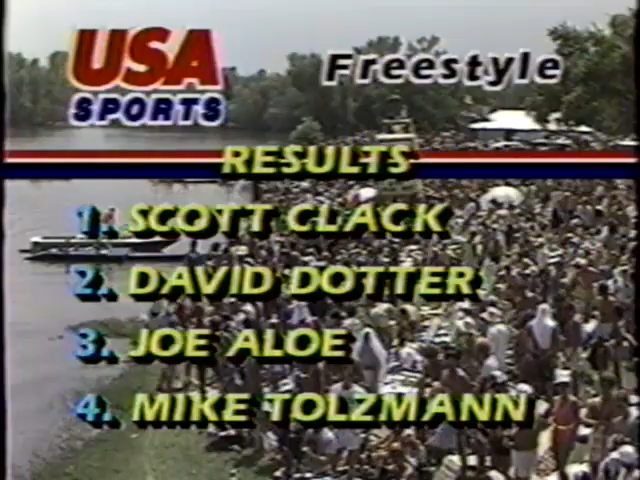 USA
SPORTS
Freestyle
RESULTS
1. SCOTT CLACK
2. DAVID DOTTER
3. JOE ALOE
4. MIKE TOLZMANN